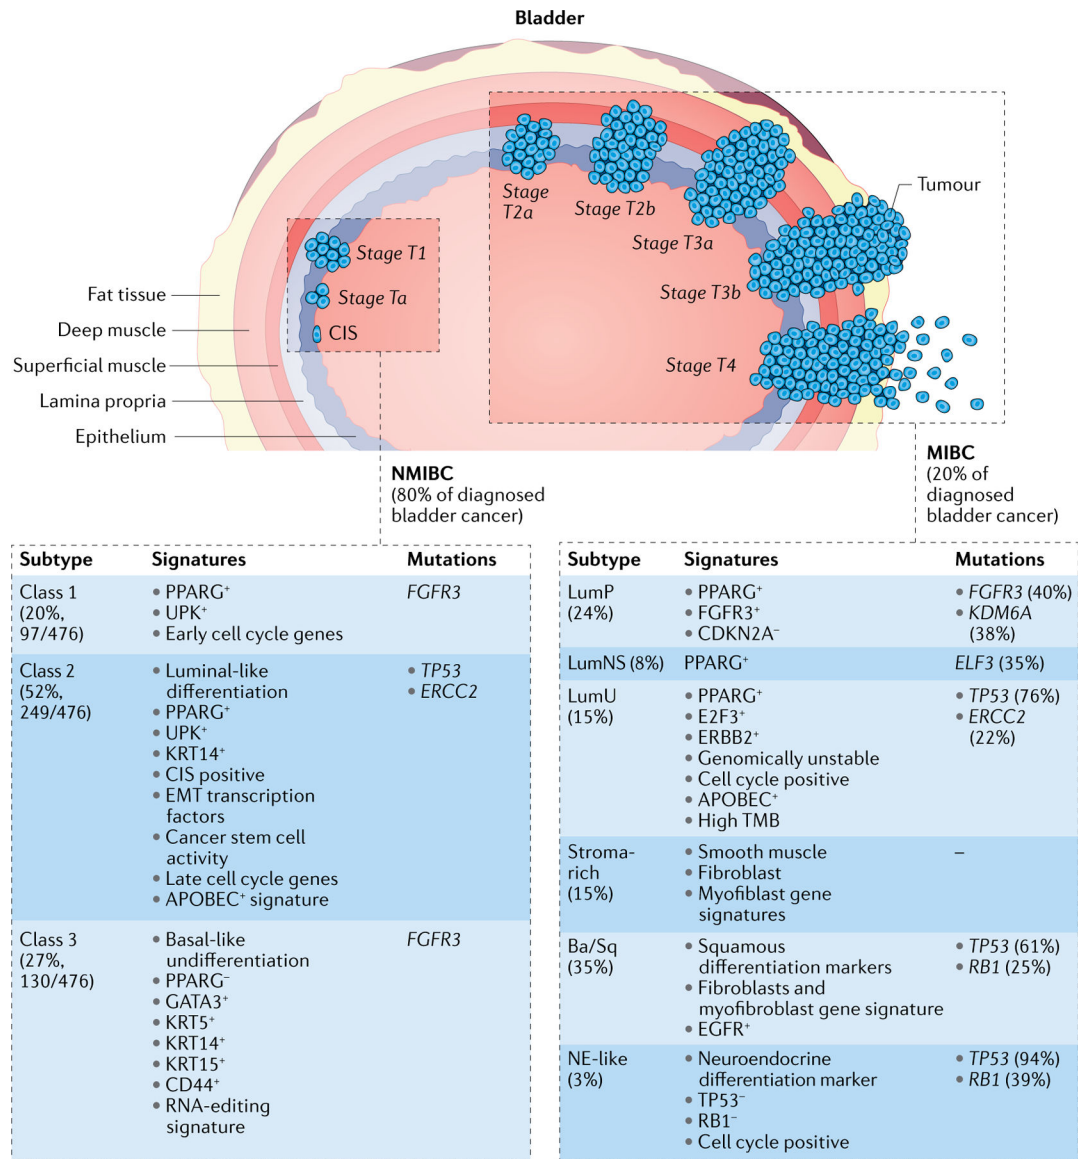 Bladder
Tumour
Stage
T2a
Stage T2b
Stage T3a
Stage T3b
Stage T4
Stage T1
Stage Ta
CIS
Fat tissue
Deep muscle
Superficial muscle
Lamina propria
Epithelium
NMIBC
(80% of diagnosed
bladder cancer)
MIBC
(20% of
diagnosed
bladder cancer)
Subtype Signatures Mutations
Class 1
(20%,
97/476)
• PPARG⁺
• UPK⁺
• Early cell cycle genes
FGFR3
Class 2
(52%,
249/476)
• Luminal-like
differentiation
• PPARG⁺
• UPK⁺
• KRT14⁺
• CIS positive
• EMT transcription
factors
• Cancer stem cell
activity
• Late cell cycle genes
• APOBEC⁺ signature
• TP53
• ERCC2
Class 3
(27%,
130/476)
• Basal-like
undifferentiation
• PPARG⁻
• GATA3⁺
• KRT5⁺
• KRT14⁺
• KRT15⁺
• CD44⁺
• RNA-editing
signature
FGFR3
Subtype Signatures Mutations
LumP
(24%)
• PPARG⁺
• FGFR3⁺
• CDKN2A⁻
• FGFR3 (40%)
• KDM6A
(38%)
LumNS (8%) PPARG⁺ ELF3 (35%)
LumU
(15%)
• PPARG⁺
• E2F3⁺
• ERBB2⁺
• Genomically unstable
• Cell cycle positive
• APOBEC⁺
• High TMB
• TP53 (76%)
• ERCC2
(22%)
Stroma-
rich
(15%)
• Smooth muscle
• Fibroblast
• Myofiblast gene
signatures
–
Ba/Sq
(35%)
• Squamous
differentiation markers
• Fibroblasts and
myofibroblast gene signature
• EGFR⁺
• TP53 (61%)
• RB1 (25%)
NE-like
(3%)
• Neuroendocrine
differentiation marker
• TP53⁻
• RB1⁻
• Cell cycle positive
• TP53 (94%)
• RB1 (39%)